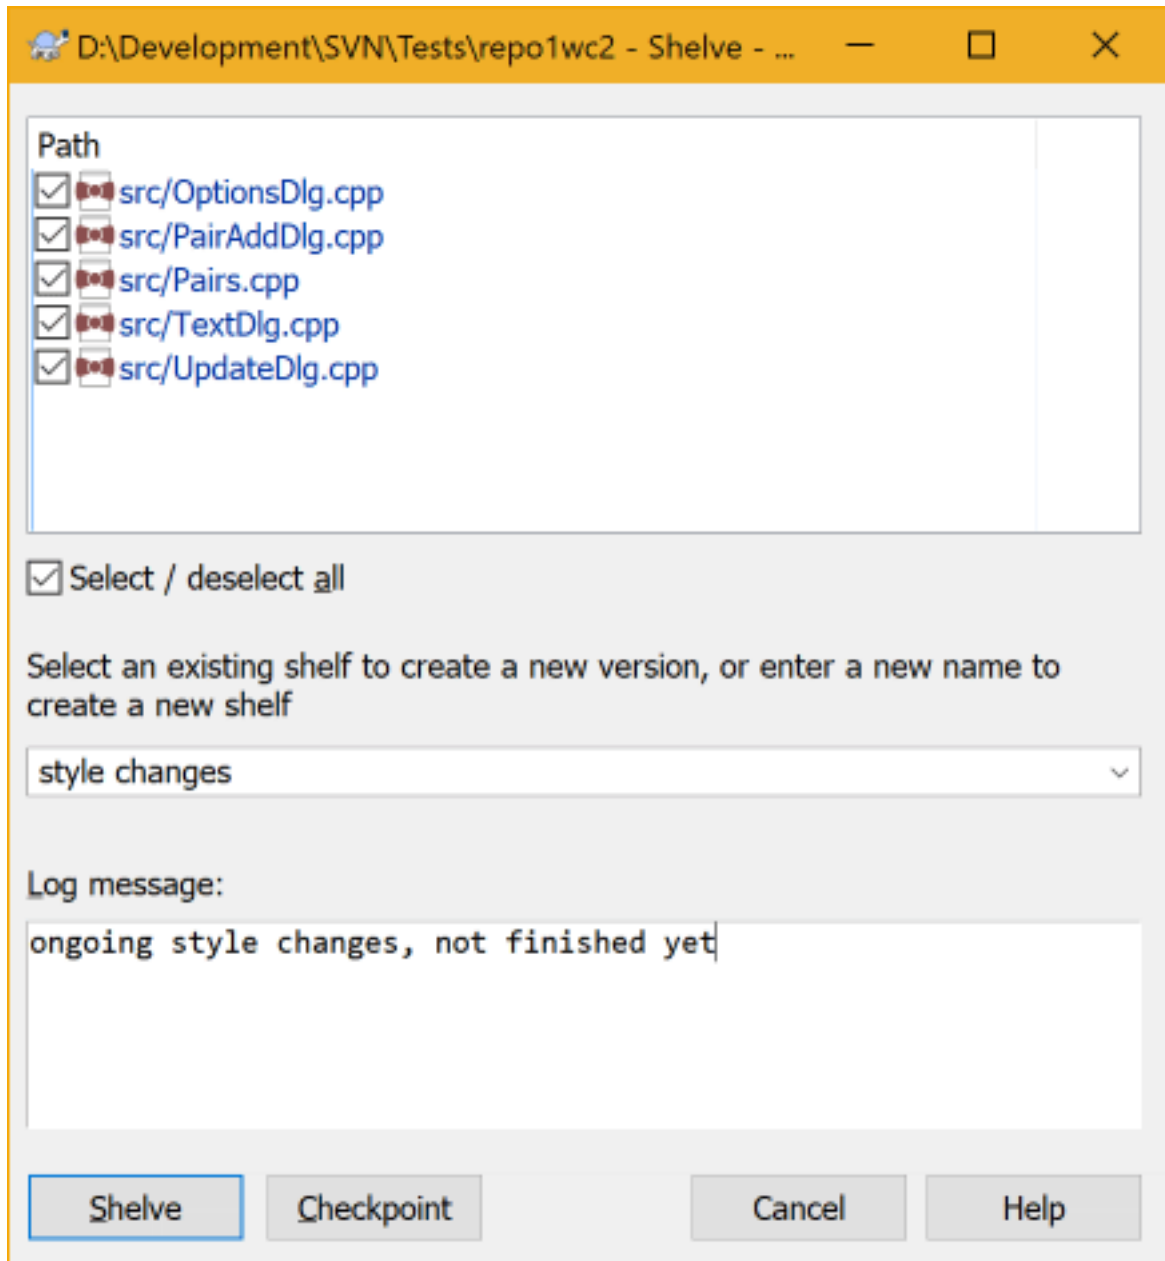 D:\Development\SVN\Tests\repo1wc2 - Shelve - ...
Path
src/OptionsDlg.cpp
src/PairAddDlg.cpp
src/Pairs.cpp
src/TextDlg.cpp
src/UpdateDlg.cpp
Select / deselect all
Select an existing shelf to create a new version, or enter a new name to
create a new shelf
style changes
Log message:
ongoing style changes, not finished yet
Shelve Checkpoint Cancel Help